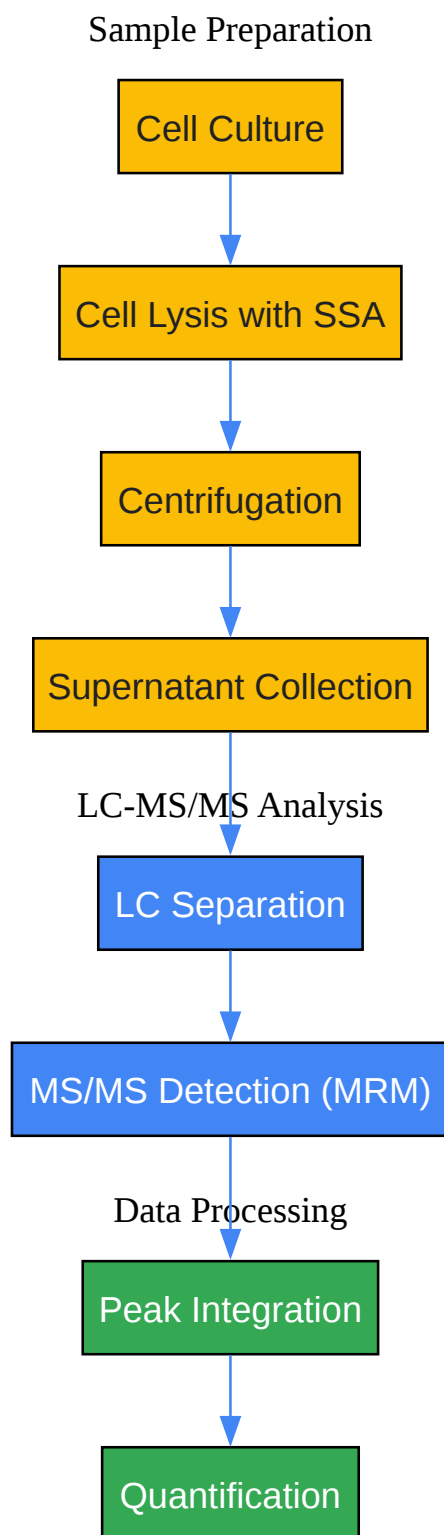 Sample Preparation
Cell Culture
Cell Lysis with SSA
Centrifugation
Supernatant Collection
LC-MS/MS Analysis
LC Separation
MS/MS Detection (MRM)
Data Processing
Peak Integration
Quantification